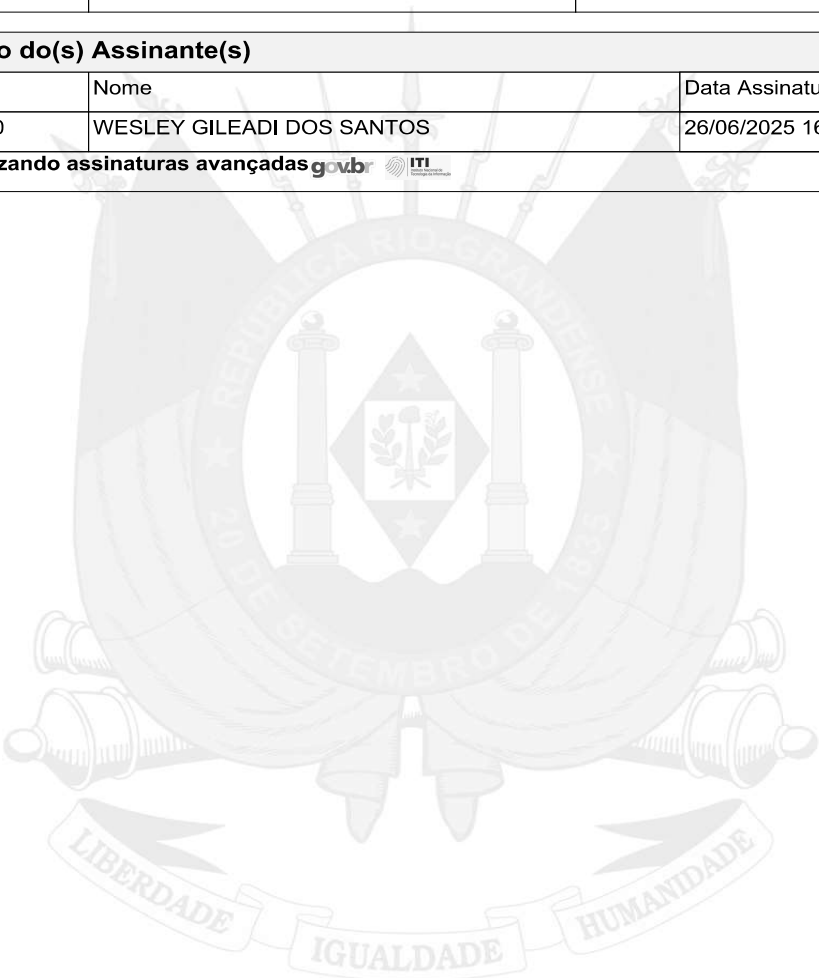 o do(s) Assinante(s)
Nome Data Assinatu
0 WESLEY GILEADI DOS SANTOS 26/06/2025 16
zando assinaturas avançadas gov.br ITI
REPÚBLICA RIO-GRANDENSE
20 DE SETEMBRO DE 1835
LIBERDADE IGUALDADE HUMANIDADE